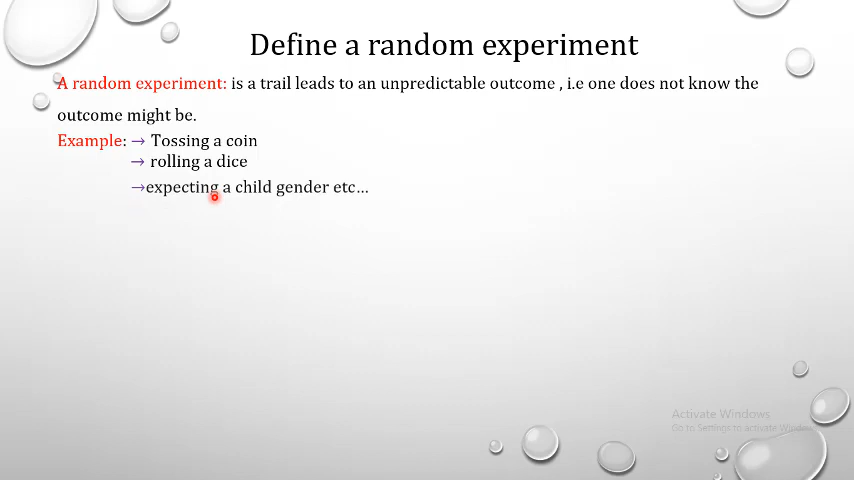 Define a random experiment
A random experiment: is a trail leads to an unpredictable outcome , i.e one does not know the
outcome might be.
Example: → Tossing a coin
→ rolling a dice
→expecting a child gender etc…
Activate Windows
Go to Settings to activate Windows